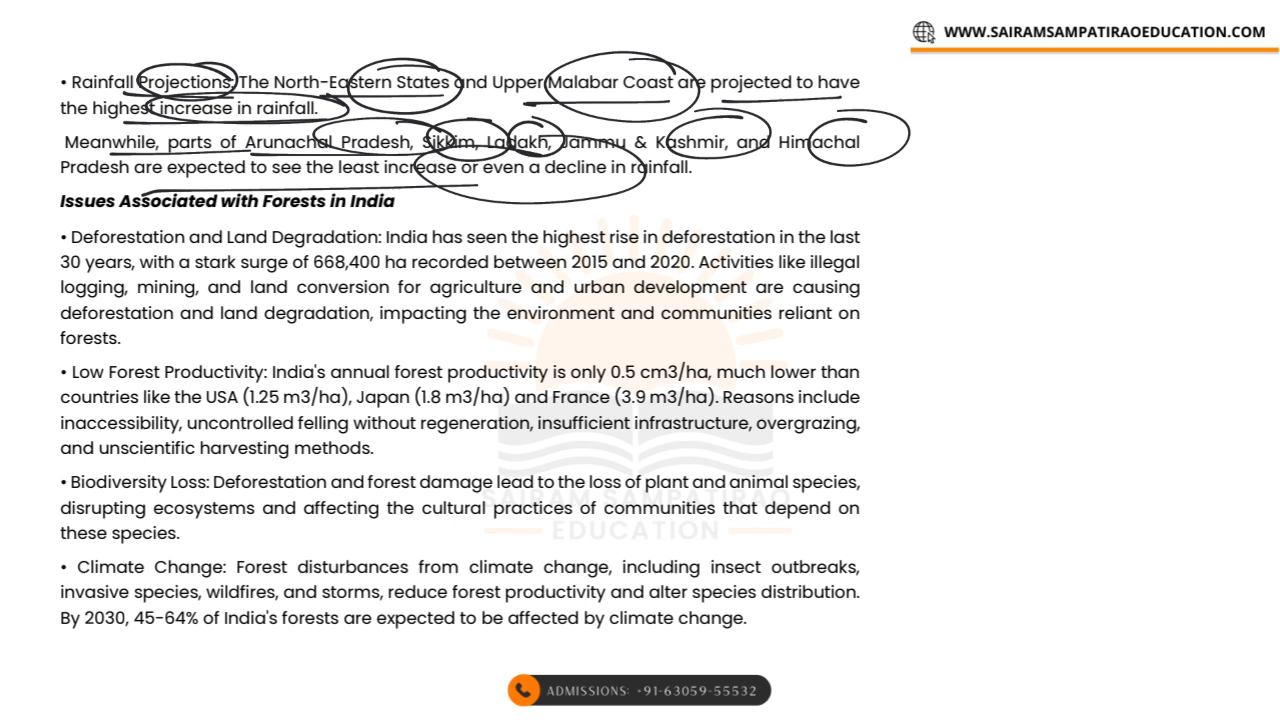 WWW.SAIRAMSAMPATIRAOEDUCATION.COM
• Rainfall Projections: The North-Eastern States and Upper Malabar Coast are projected to have
the highest increase in rainfall.
Meanwhile, parts of Arunachal Pradesh, Sikkim, Ladakh, Jammu & Kashmir, and Himachal
Pradesh are expected to see the least increase or even a decline in rainfall.
Issues Associated with Forests in India
• Deforestation and Land Degradation: India has seen the highest rise in deforestation in the last
30 years, with a stark surge of 668,400 ha recorded between 2015 and 2020. Activities like illegal
logging, mining, and land conversion for agriculture and urban development are causing
deforestation and land degradation, impacting the environment and communities reliant on
forests.
• Low Forest Productivity: India's annual forest productivity is only 0.5 cm3/ha, much lower than
countries like the USA (1.25 m3/ha), Japan (1.8 m3/ha) and France (3.9 m3/ha). Reasons include
inaccessibility, uncontrolled felling without regeneration, insufficient infrastructure, overgrazing,
and unscientific harvesting methods.
• Biodiversity Loss: Deforestation and forest damage lead to the loss of plant and animal species,
disrupting ecosystems and affecting the cultural practices of communities that depend on
these species.
SAIRAM SAMPATIRAO
EDUCATION
• Climate Change: Forest disturbances from climate change, including insect outbreaks,
invasive species, wildfires, and storms, reduce forest productivity and alter species distribution.
By 2030, 45-64% of India's forests are expected to be affected by climate change.
ADMISSIONS: +91-63059-55532